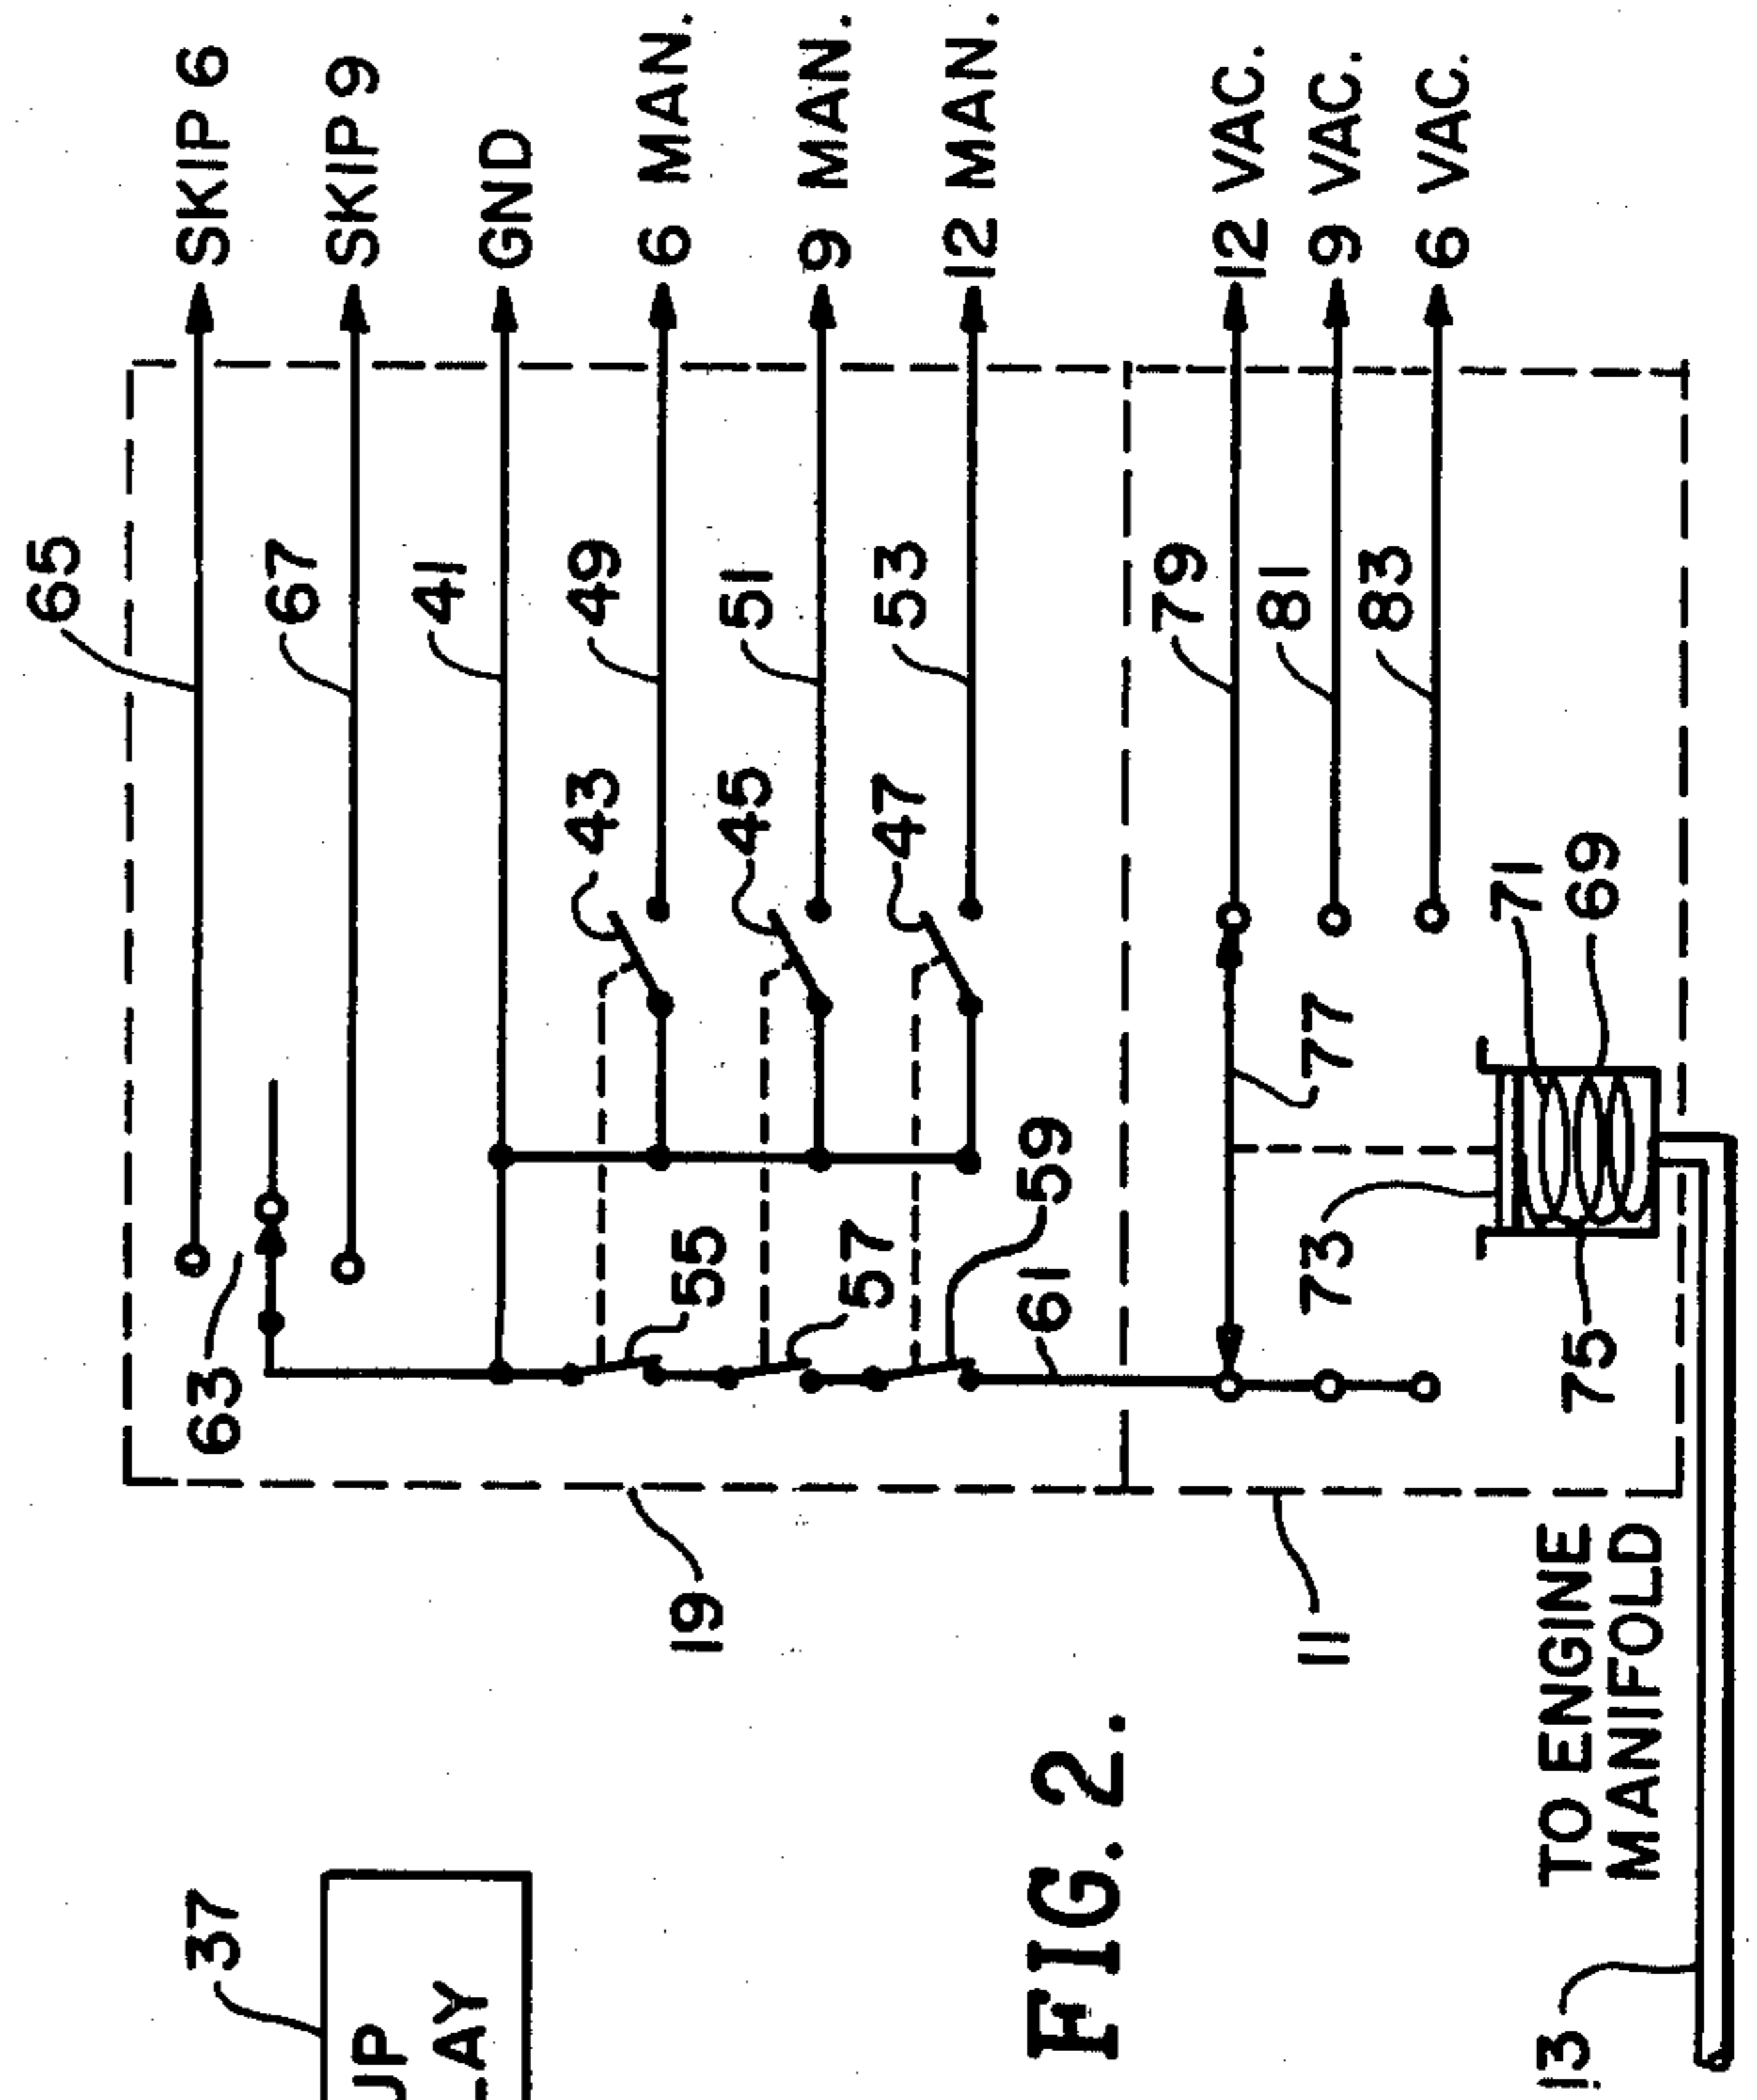 65
SKIP 6
67
SKIP 9
41
GND
43
49
6 MAN.
45
51
9 MAN.
47
53
12 MAN.
63
55
57
59
61
79
12 VAC.
81
9 VAC.
83
6 VAC.
77
73
71
69
75
19
11
TO ENGINE
MANIFOLD
13
37
UP
LAY
FIG. 2.